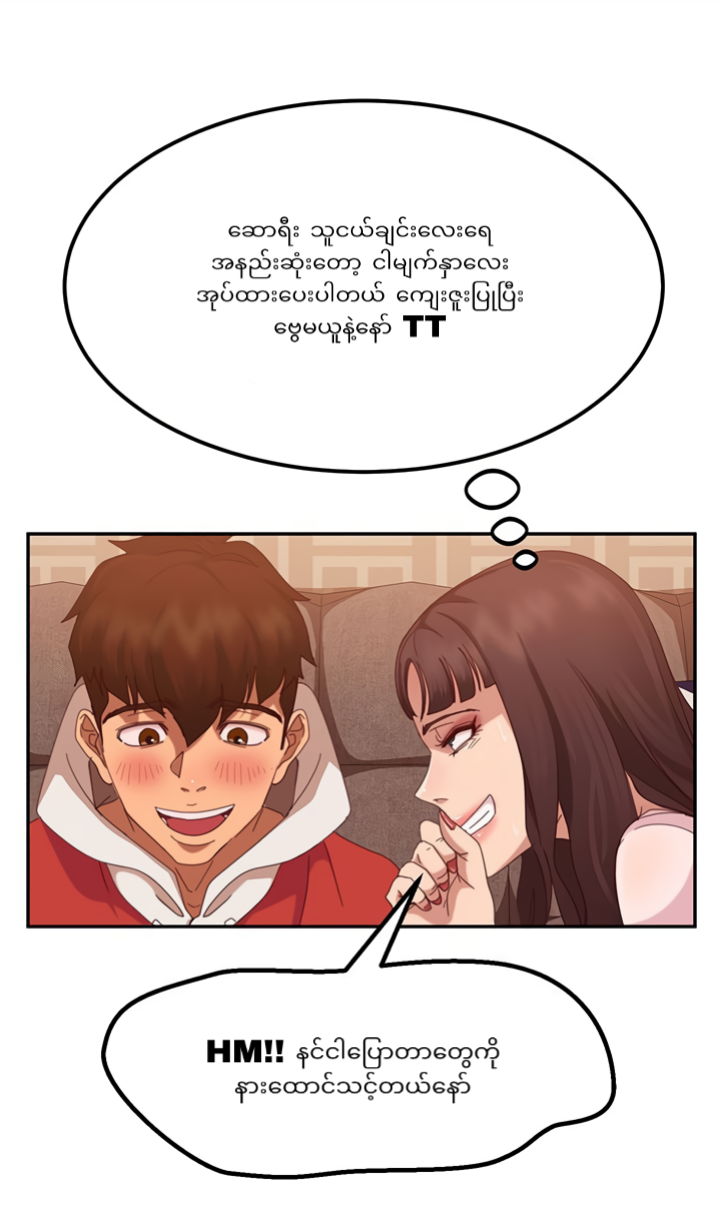 ဆောရီး သူငယ်ချင်းလေးရေ
အနည်းဆုံးတော့ ငါမျက်နှာလေး
အုပ်ထားပေးပါတယ် ကျေးဇူးပြုပြီး
ဗွေမယူနဲ့နော် TT
HM!! နင်ငါပြောတာတွေကို
နားထောင်သင့်တယ်နော်